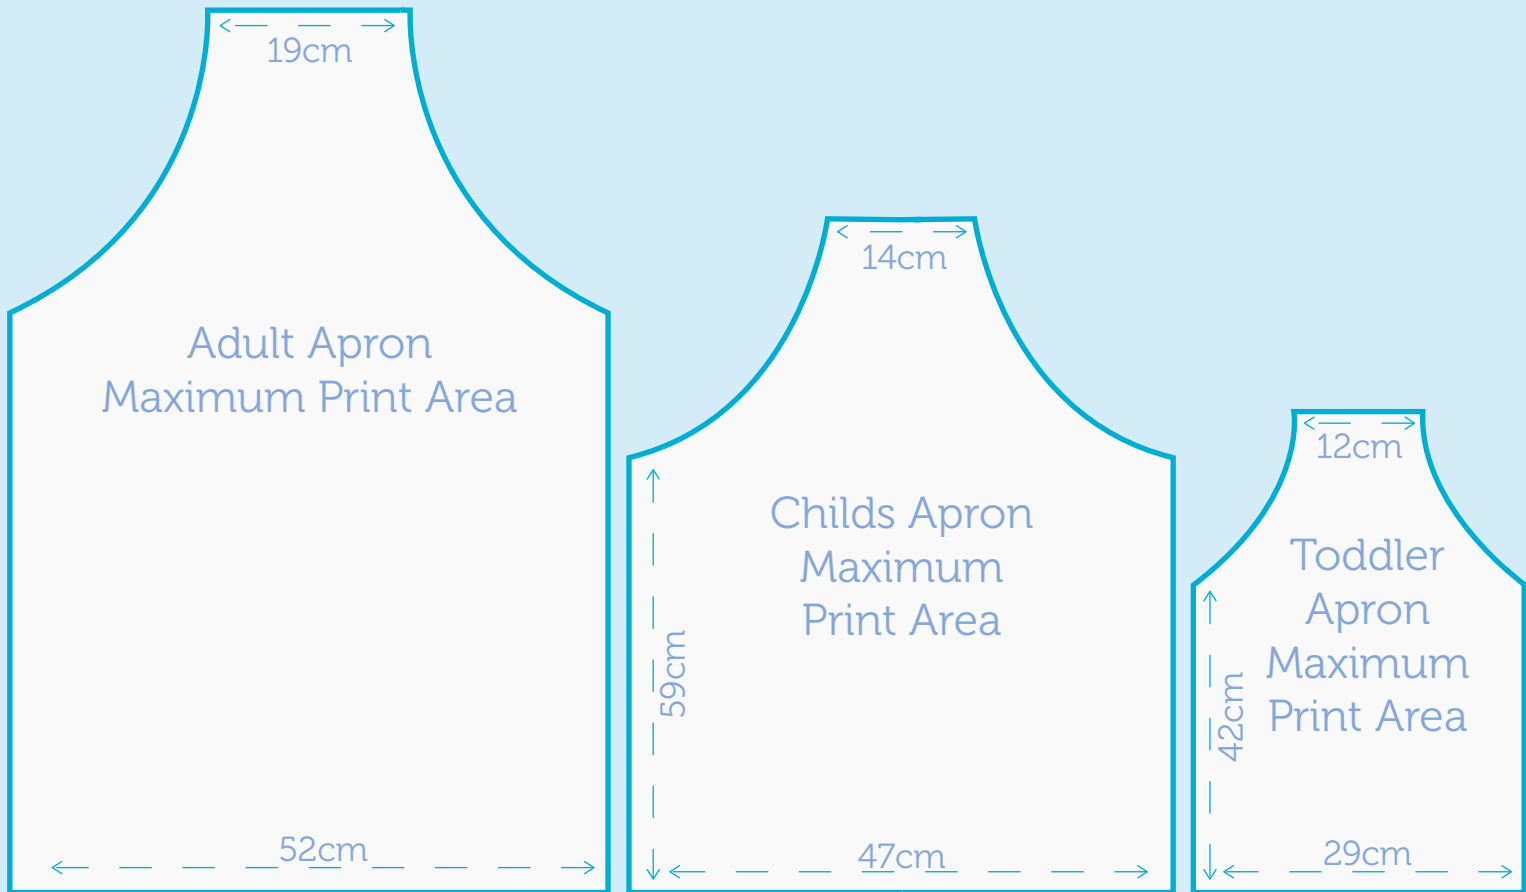 19cm
Adult Apron
Maximum Print Area
52cm
14cm
Childs Apron
Maximum
Print Area
59cm
47cm
12cm
Toddler
Apron
Maximum
Print Area
42cm
29cm